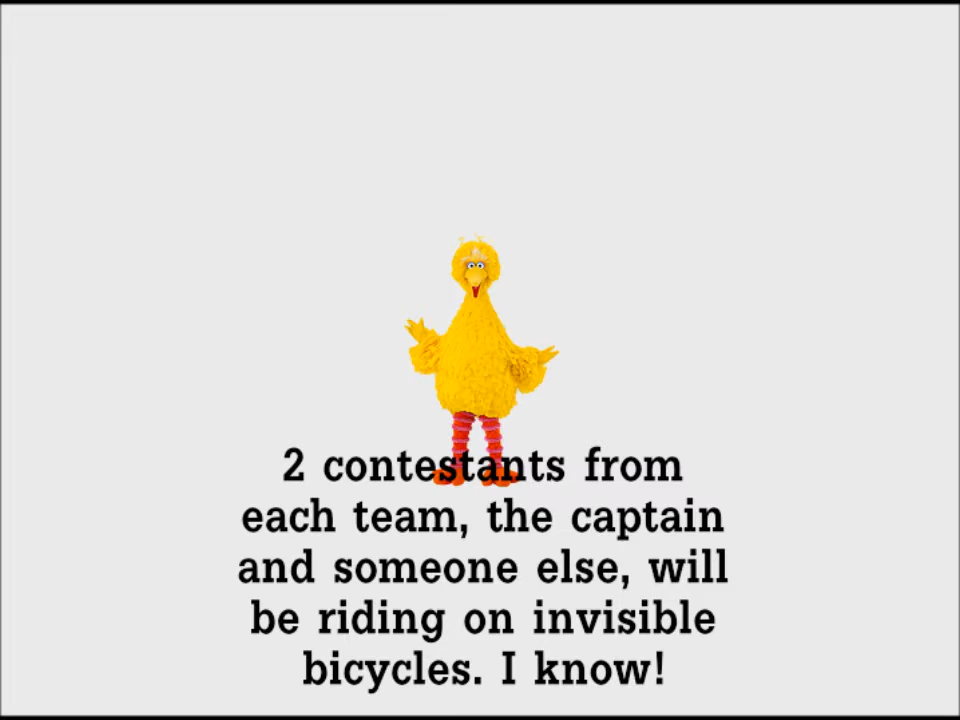 2 contestants from
each team, the captain
and someone else, will
be riding on invisible
bicycles. I know!